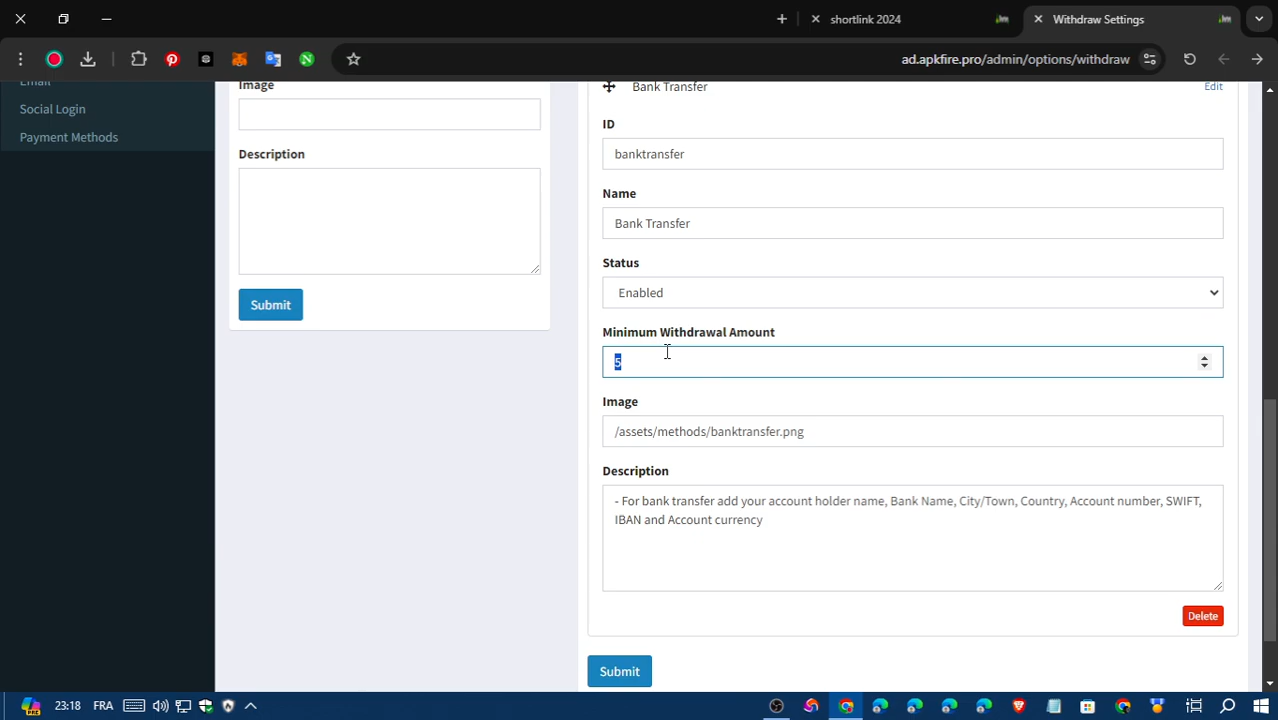 shortlink 2024
Withdraw Settings
ad.apkfire.pro/admin/options/withdraw
Email
Social Login
Payment Methods
Image
Description
Submit
Bank Transfer
Edit
ID
banktransfer
Name
Bank Transfer
Status
Enabled
Minimum Withdrawal Amount
5
Image
/assets/methods/banktransfer.png
Description
- For bank transfer add your account holder name, Bank Name, City/Town, Country, Account number, SWIFT,
IBAN and Account currency
Delete
Submit
23:18
FRA